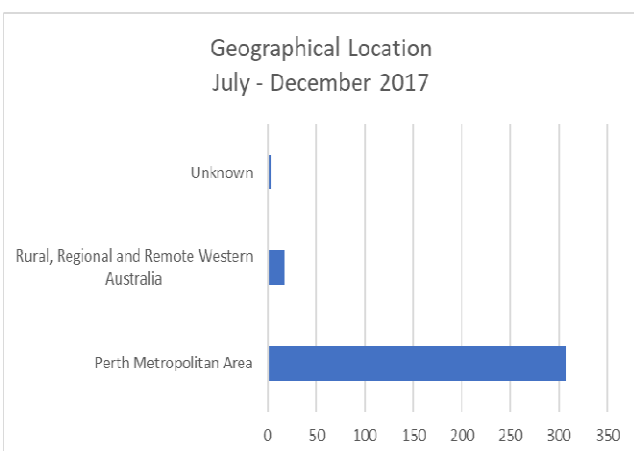 Geographical Location
July - December 2017
Unknown
Rural, Regional and Remote Western
Australia
Perth Metropolitan Area
0 50 100 150 200 250 300 350